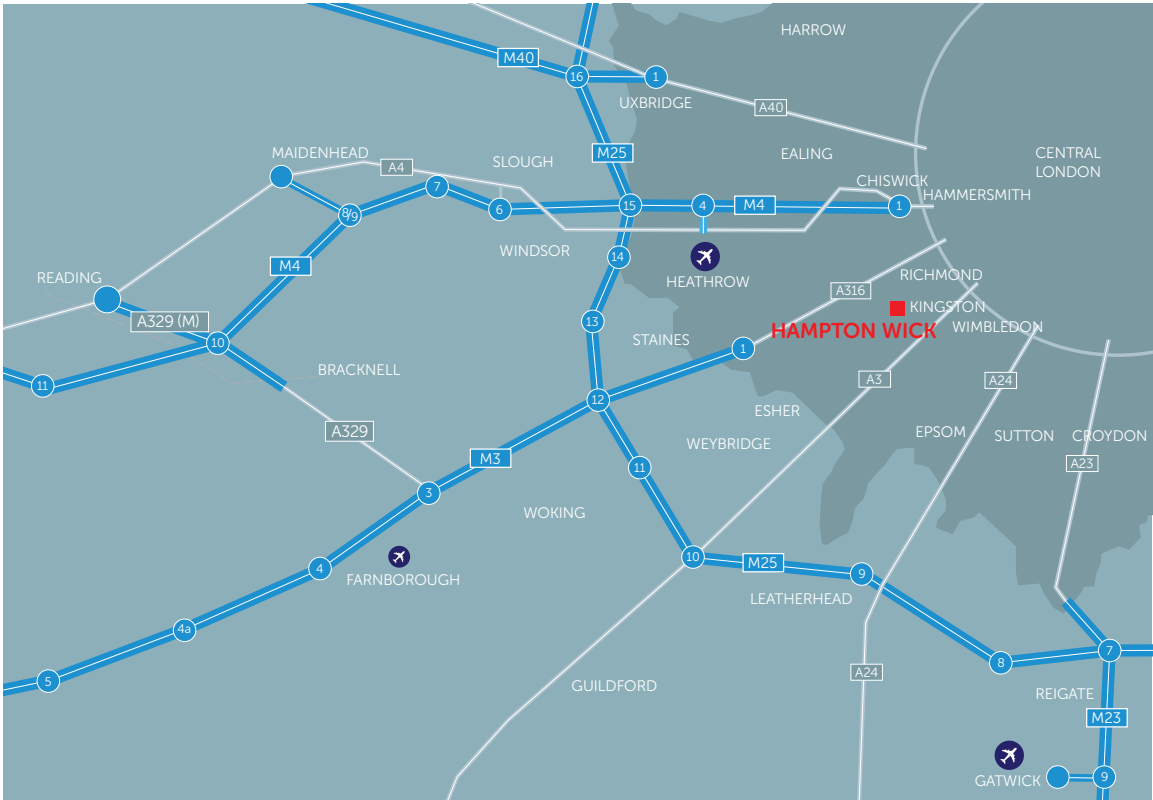 HARROW
M40
16
1
UXBRIDGE
A40
M25
EALING
CENTRAL
LONDON
MAIDENHEAD
A4
SLOUGH
CHISWICK
HAMMERSMITH
8/9
7
6
15
4
M4
1
WINDSOR
14
HEATHROW
M4
READING
A329 (M)
RICHMOND
A316
KINGSTON
HAMPTON WICK
WIMBLEDON
13
STAINES
1
10
11
BRACKNELL
A3
A24
12
ESHER
A329
EPSOM
SUTTON
CROYDON
WEYBRIDGE
M3
11
A23
3
WOKING
10
M25
9
4
FARNBOROUGH
LEATHERHEAD
4a
7
8
5
GUILDFORD
A24
REIGATE
M23
GATWICK
9